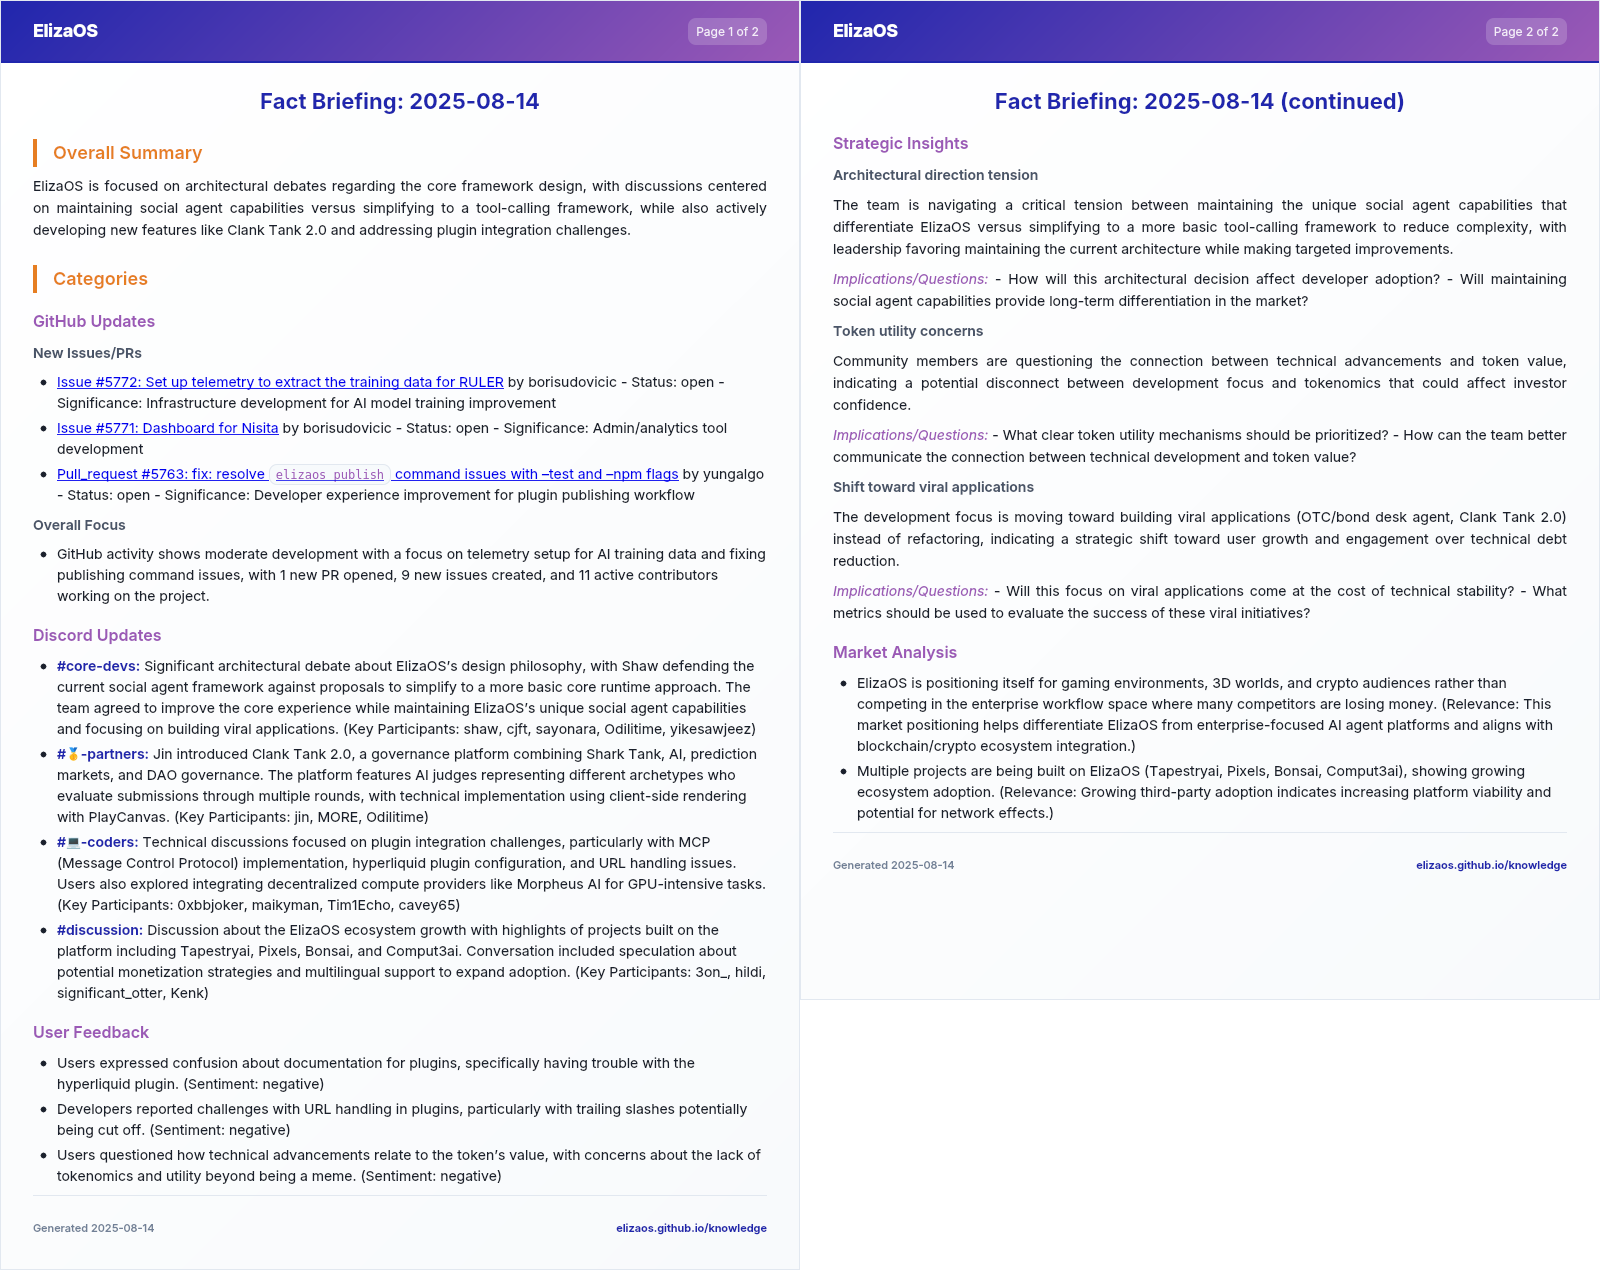 ElizaOS
Page 1 of 2
Fact Briefing: 2025-08-14
Overall Summary
ElizaOS is focused on architectural debates regarding the core framework design, with discussions centered
on maintaining social agent capabilities versus simplifying to a tool-calling framework, while also actively
developing new features like Clank Tank 2.0 and addressing plugin integration challenges.
Categories
GitHub Updates
New Issues/PRs
• Issue #5772: Set up telemetry to extract the training data for RULER by borisudovicic - Status: open -
Significance: Infrastructure development for AI model training improvement
• Issue #5771: Dashboard for Nisita by borisudovicic - Status: open - Significance: Admin/analytics tool
development
• Pull_request #5763: fix: resolve elizaos publish command issues with –test and –npm flags by yungalgo
- Status: open - Significance: Developer experience improvement for plugin publishing workflow
Overall Focus
• GitHub activity shows moderate development with a focus on telemetry setup for AI training data and fixing
publishing command issues, with 1 new PR opened, 9 new issues created, and 11 active contributors
working on the project.
Discord Updates
• #core-devs: Significant architectural debate about ElizaOS’s design philosophy, with Shaw defending the
current social agent framework against proposals to simplify to a more basic core runtime approach. The
team agreed to improve the core experience while maintaining ElizaOS’s unique social agent capabilities
and focusing on building viral applications. (Key Participants: shaw, cjft, sayonara, Odilitime, yikesawjeez)
• #🥇-partners: Jin introduced Clank Tank 2.0, a governance platform combining Shark Tank, AI, prediction
markets, and DAO governance. The platform features AI judges representing different archetypes who
evaluate submissions through multiple rounds, with technical implementation using client-side rendering
with PlayCanvas. (Key Participants: jin, MORE, Odilitime)
• #💻-coders: Technical discussions focused on plugin integration challenges, particularly with MCP
(Message Control Protocol) implementation, hyperliquid plugin configuration, and URL handling issues.
Users also explored integrating decentralized compute providers like Morpheus AI for GPU-intensive tasks.
(Key Participants: 0xbbjoker, maikyman, Tim1Echo, cavey65)
• #discussion: Discussion about the ElizaOS ecosystem growth with highlights of projects built on the
platform including Tapestryai, Pixels, Bonsai, and Comput3ai. Conversation included speculation about
potential monetization strategies and multilingual support to expand adoption. (Key Participants: 3on_, hildi,
significant_otter, Kenk)
User Feedback
• Users expressed confusion about documentation for plugins, specifically having trouble with the
hyperliquid plugin. (Sentiment: negative)
• Developers reported challenges with URL handling in plugins, particularly with trailing slashes potentially
being cut off. (Sentiment: negative)
• Users questioned how technical advancements relate to the token’s value, with concerns about the lack of
tokenomics and utility beyond being a meme. (Sentiment: negative)
Generated 2025-08-14
elizaos.github.io/knowledge
ElizaOS
Page 2 of 2
Fact Briefing: 2025-08-14 (continued)
Strategic Insights
Architectural direction tension
The team is navigating a critical tension between maintaining the unique social agent capabilities that
differentiate ElizaOS versus simplifying to a more basic tool-calling framework to reduce complexity, with
leadership favoring maintaining the current architecture while making targeted improvements.
Implications/Questions: - How will this architectural decision affect developer adoption? - Will maintaining
social agent capabilities provide long-term differentiation in the market?
Token utility concerns
Community members are questioning the connection between technical advancements and token value,
indicating a potential disconnect between development focus and tokenomics that could affect investor
confidence.
Implications/Questions: - What clear token utility mechanisms should be prioritized? - How can the team better
communicate the connection between technical development and token value?
Shift toward viral applications
The development focus is moving toward building viral applications (OTC/bond desk agent, Clank Tank 2.0)
instead of refactoring, indicating a strategic shift toward user growth and engagement over technical debt
reduction.
Implications/Questions: - Will this focus on viral applications come at the cost of technical stability? - What
metrics should be used to evaluate the success of these viral initiatives?
Market Analysis
• ElizaOS is positioning itself for gaming environments, 3D worlds, and crypto audiences rather than
competing in the enterprise workflow space where many competitors are losing money. (Relevance: This
market positioning helps differentiate ElizaOS from enterprise-focused AI agent platforms and aligns with
blockchain/crypto ecosystem integration.)
• Multiple projects are being built on ElizaOS (Tapestryai, Pixels, Bonsai, Comput3ai), showing growing
ecosystem adoption. (Relevance: Growing third-party adoption indicates increasing platform viability and
potential for network effects.)
Generated 2025-08-14
elizaos.github.io/knowledge